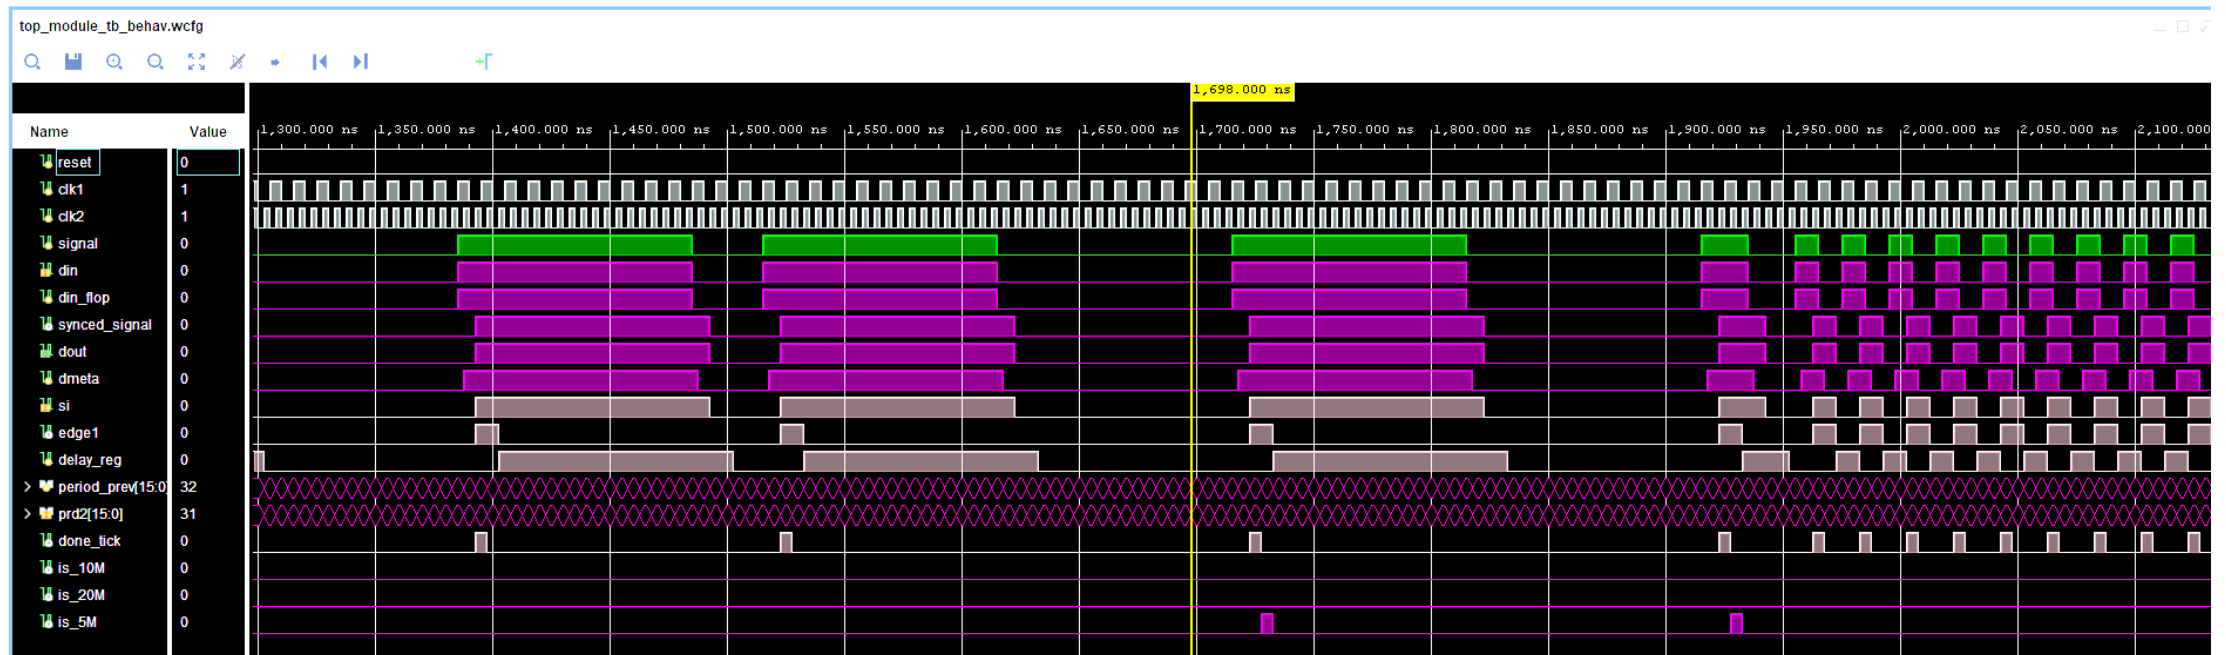 top_module_tb_behav.wcfg
1,698.000 ns
Name Value
1,300.000 ns 1,350.000 ns 1,400.000 ns 1,450.000 ns 1,500.000 ns 1,550.000 ns 1,600.000 ns 1,650.000 ns 1,700.000 ns 1,750.000 ns 1,800.000 ns 1,850.000 ns 1,900.000 ns 1,950.000 ns 2,000.000 ns 2,050.000 ns 2,100.000
reset 0
clk1 1
clk2 1
signal 0
din 0
din_flop 0
synced_signal 0
dout 0
dmeta 0
si 0
edge1 0
delay_reg 0
period_prev[15:0 32
prd2[15:0] 31
done_tick 0
is_10M 0
is_20M 0
is_5M 0